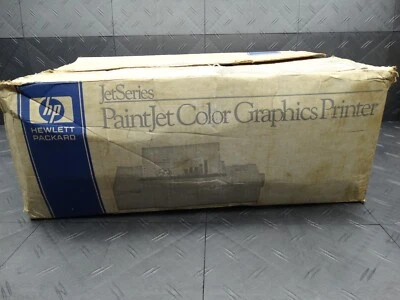 hp
HEWLETT
PACKARD
JetSeries
PaintJet Color Graphics Printer